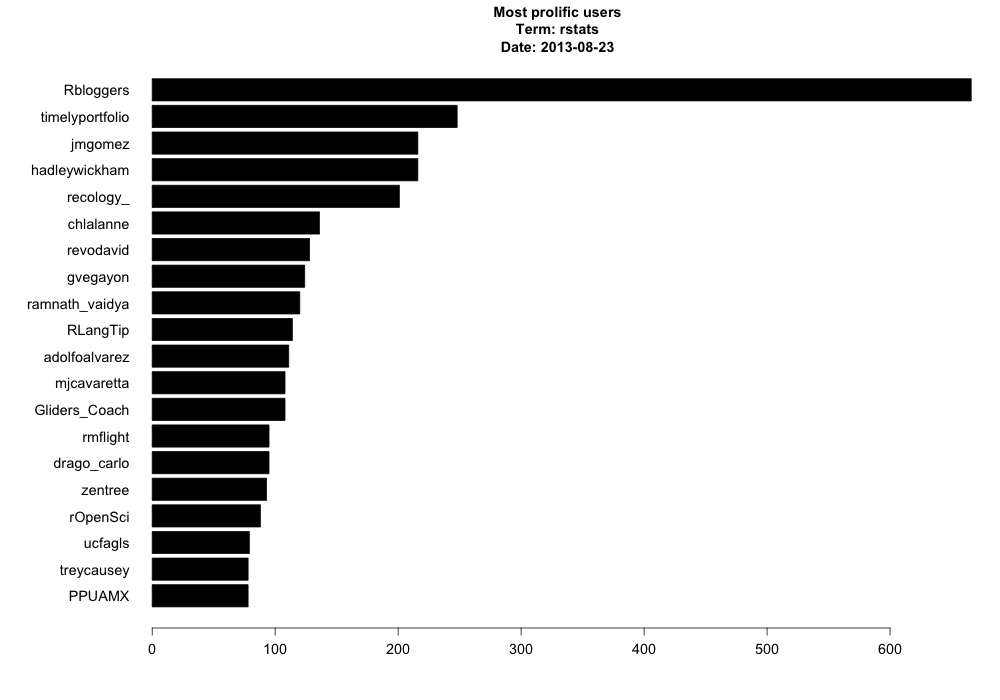 Most prolific users
Term: rstats
Date: 2013-08-23
Rbloggers
timelyportfolio
jmgomez
hadleywickham
recology_
chlalanne
revodavid
gvegayon
ramnath_vaidya
RLangTip
adolfoalvarez
mjcavaretta
Gliders_Coach
rmflight
drago_carlo
zentree
rOpenSci
ucfagls
treycausey
PPUAMX
0 100 200 300 400 500 600